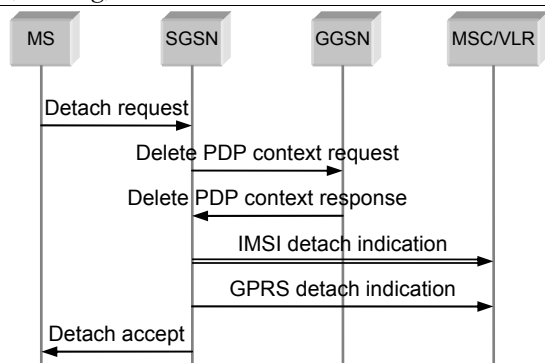 MS SGSN GGSN MSC/VLR
Detach request
Delete PDP context request
Delete PDP context response
IMSI detach indication
GPRS detach indication
Detach accept